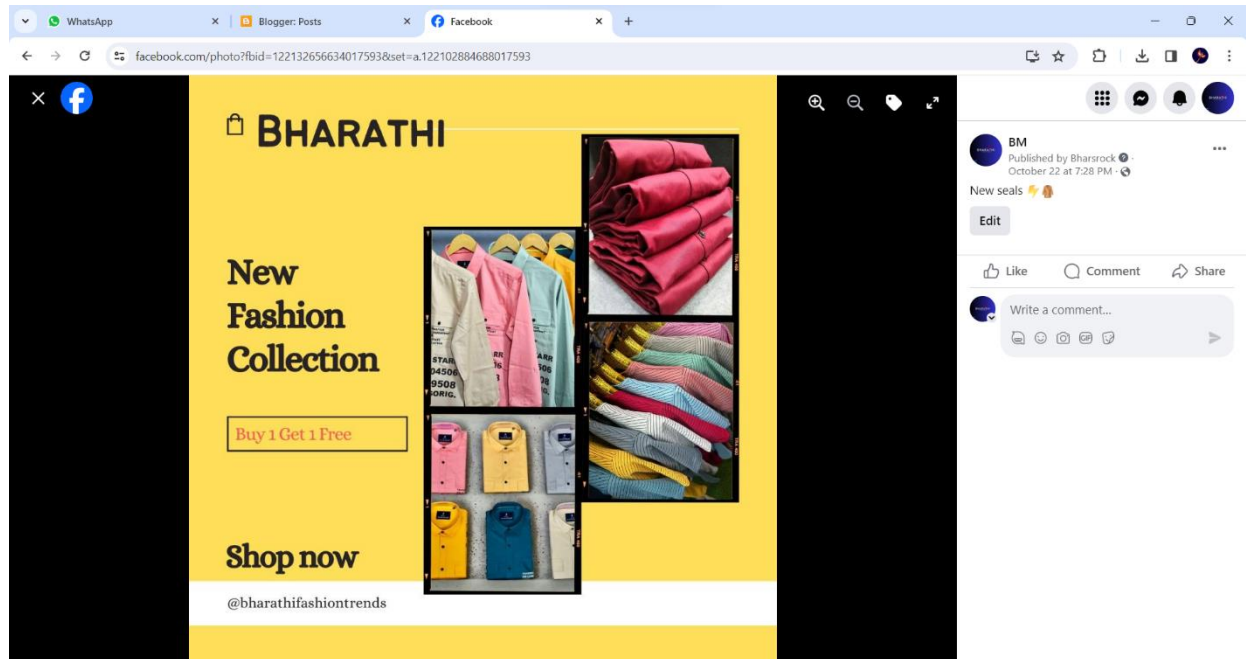 WhatsApp
Blogger: Posts
Facebook
facebook.com/photo?fbid=122132656634017593&set=a.122102884688017593
BHARATHI
New
Fashion
Collection
Buy 1 Get 1 Free
Shop now
@bharathifashiontrends
BM
Published by Bharsrock
October 22 at 7:28 PM
New seals
Edit
Like
Comment
Share
Write a comment...
GIF